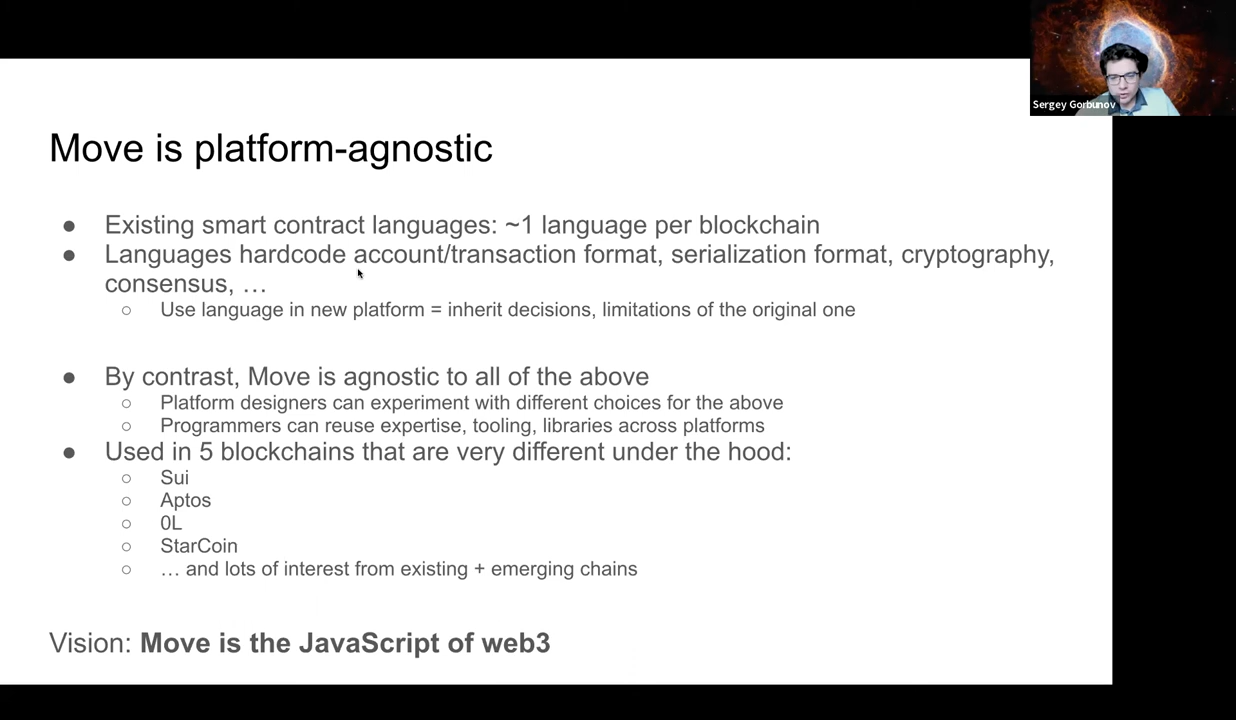 Sergey Gorbunov
Move is platform-agnostic
● Existing smart contract languages: ~1 language per blockchain
● Languages hardcode account/transaction format, serialization format, cryptography,
consensus, …
○ Use language in new platform = inherit decisions, limitations of the original one
● By contrast, Move is agnostic to all of the above
○ Platform designers can experiment with different choices for the above
○ Programmers can reuse expertise, tooling, libraries across platforms
● Used in 5 blockchains that are very different under the hood:
○ Sui
○ Aptos
○ 0L
○ StarCoin
○ … and lots of interest from existing + emerging chains
Vision: Move is the JavaScript of web3